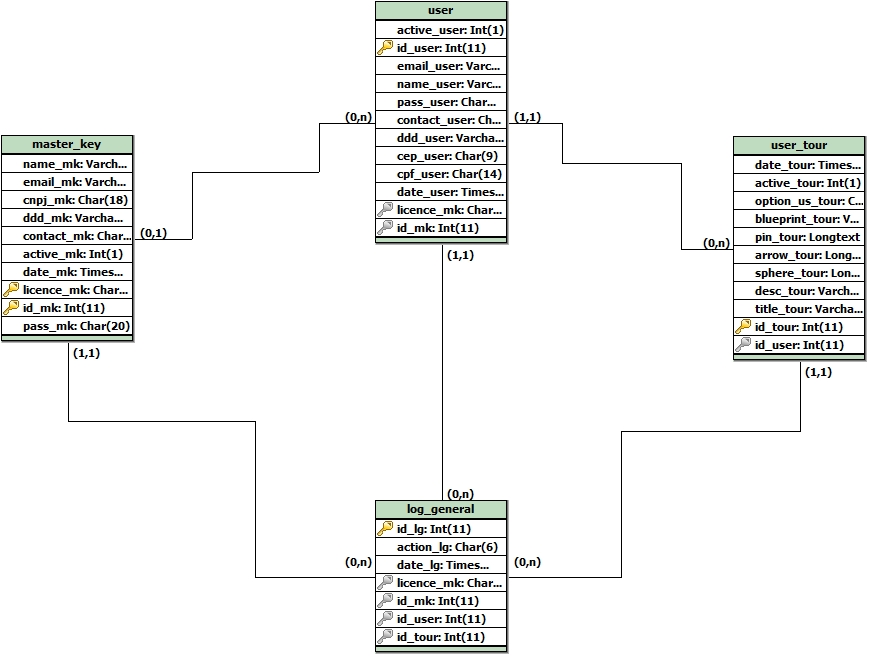 user
active_user: Int(1)
id_user: Int(11)
email_user: Varc...
name_user: Varc...
pass_user: Char...
contact_user: Ch...
ddd_user: Varcha...
cep_user: Char(9)
cpf_user: Char(14)
date_user: Times...
licence_mk: Char...
id_mk: Int(11)
(0,n)
(1,1)
(1,1)
master_key
name_mk: Varch...
email_mk: Varch...
cnpj_mk: Char(18)
ddd_mk: Varcha...
contact_mk: Char...
active_mk: Int(1)
date_mk: Times...
licence_mk: Char...
id_mk: Int(11)
pass_mk: Char(20)
(0,1)
(1,1)
user_tour
date_tour: Times...
active_tour: Int(1)
option_us_tour: C...
blueprint_tour: V...
pin_tour: Longtext
arrow_tour: Long...
sphere_tour: Lon...
desc_tour: Varch...
title_tour: Varcha...
id_tour: Int(11)
id_user: Int(11)
(0,n)
(1,1)
(0,n)
log_general
id_lg: Int(11)
action_lg: Char(6)
date_lg: Times...
licence_mk: Char...
id_mk: Int(11)
id_user: Int(11)
id_tour: Int(11)
(0,n)
(0,n)